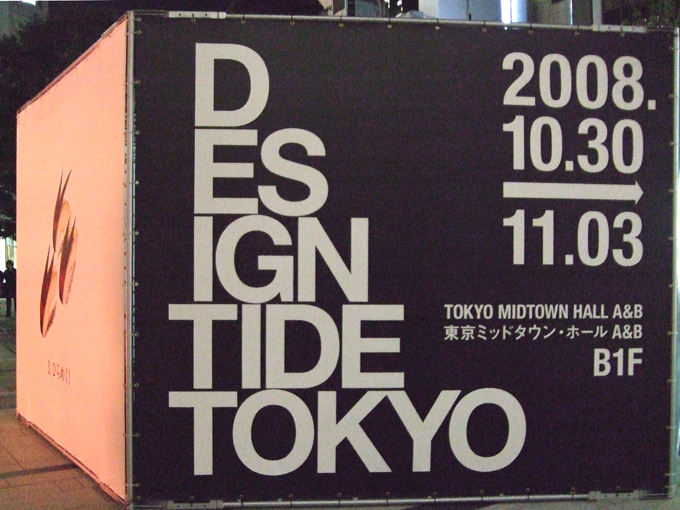 D
ES
IGN
TIDE
TOKYO
2008.
10.30
11.03
TOKYO MIDTOWN HALL A&B
東京ミッドタウン・ホール A&B
B1F